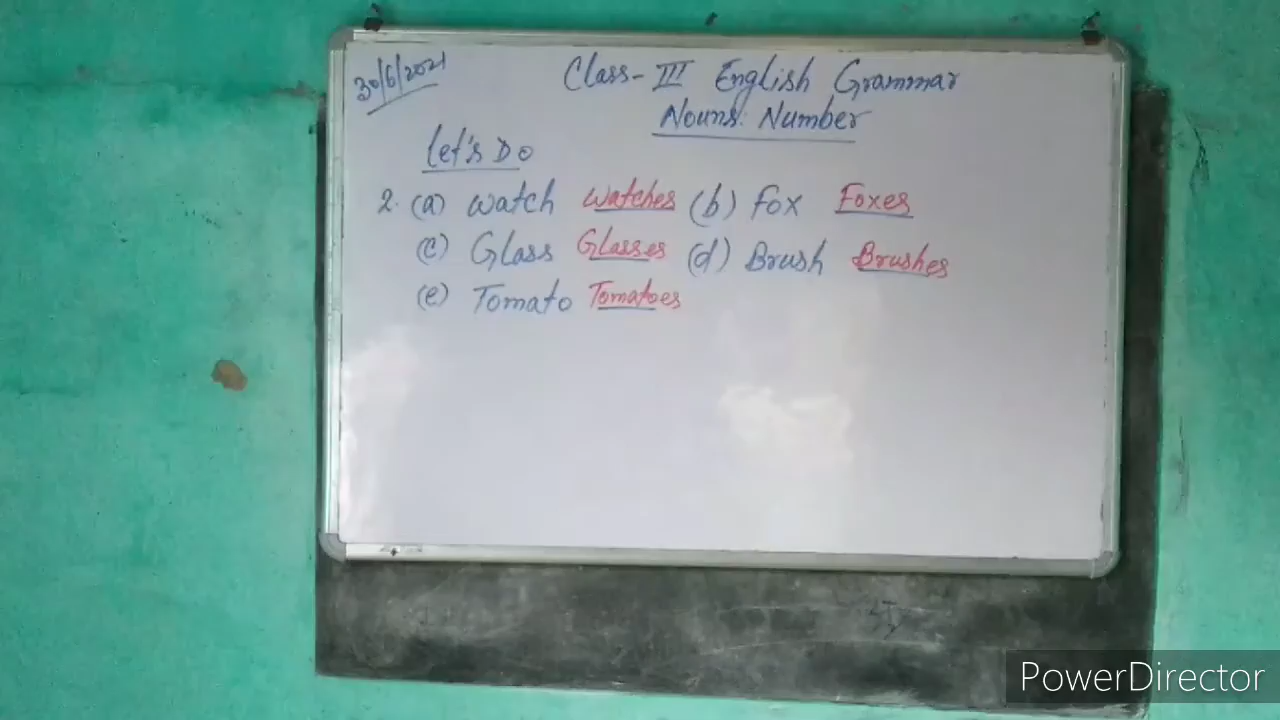 30/6/2021
Class- III English Grammar
Nouns: Number
Let's Do
2. (a) Watch Watches (b) Fox Foxes
(c) Glass Glasses (d) Brush Brushes
(e) Tomato Tomatoes
PowerDirector